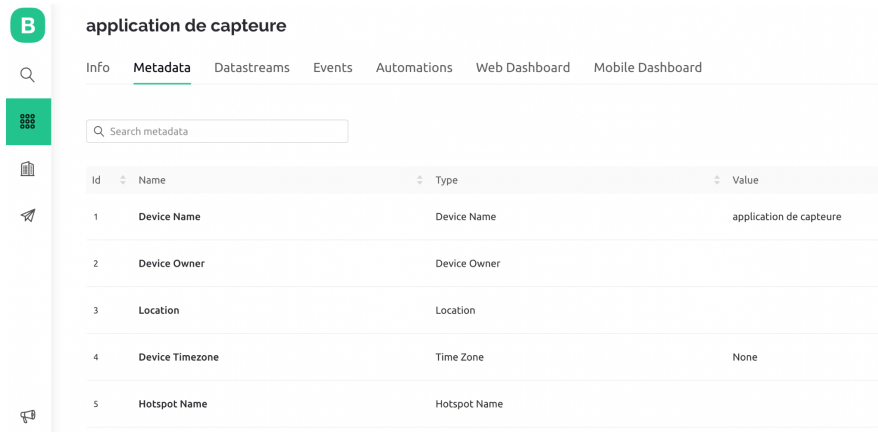 B
application de capteure
Info Metadata Datastreams Events Automations Web Dashboard Mobile Dashboard
Search metadata
Id Name Type Value
1 Device Name Device Name application de capteure
2 Device Owner Device Owner
3 Location Location
4 Device Timezone Time Zone None
5 Hotspot Name Hotspot Name